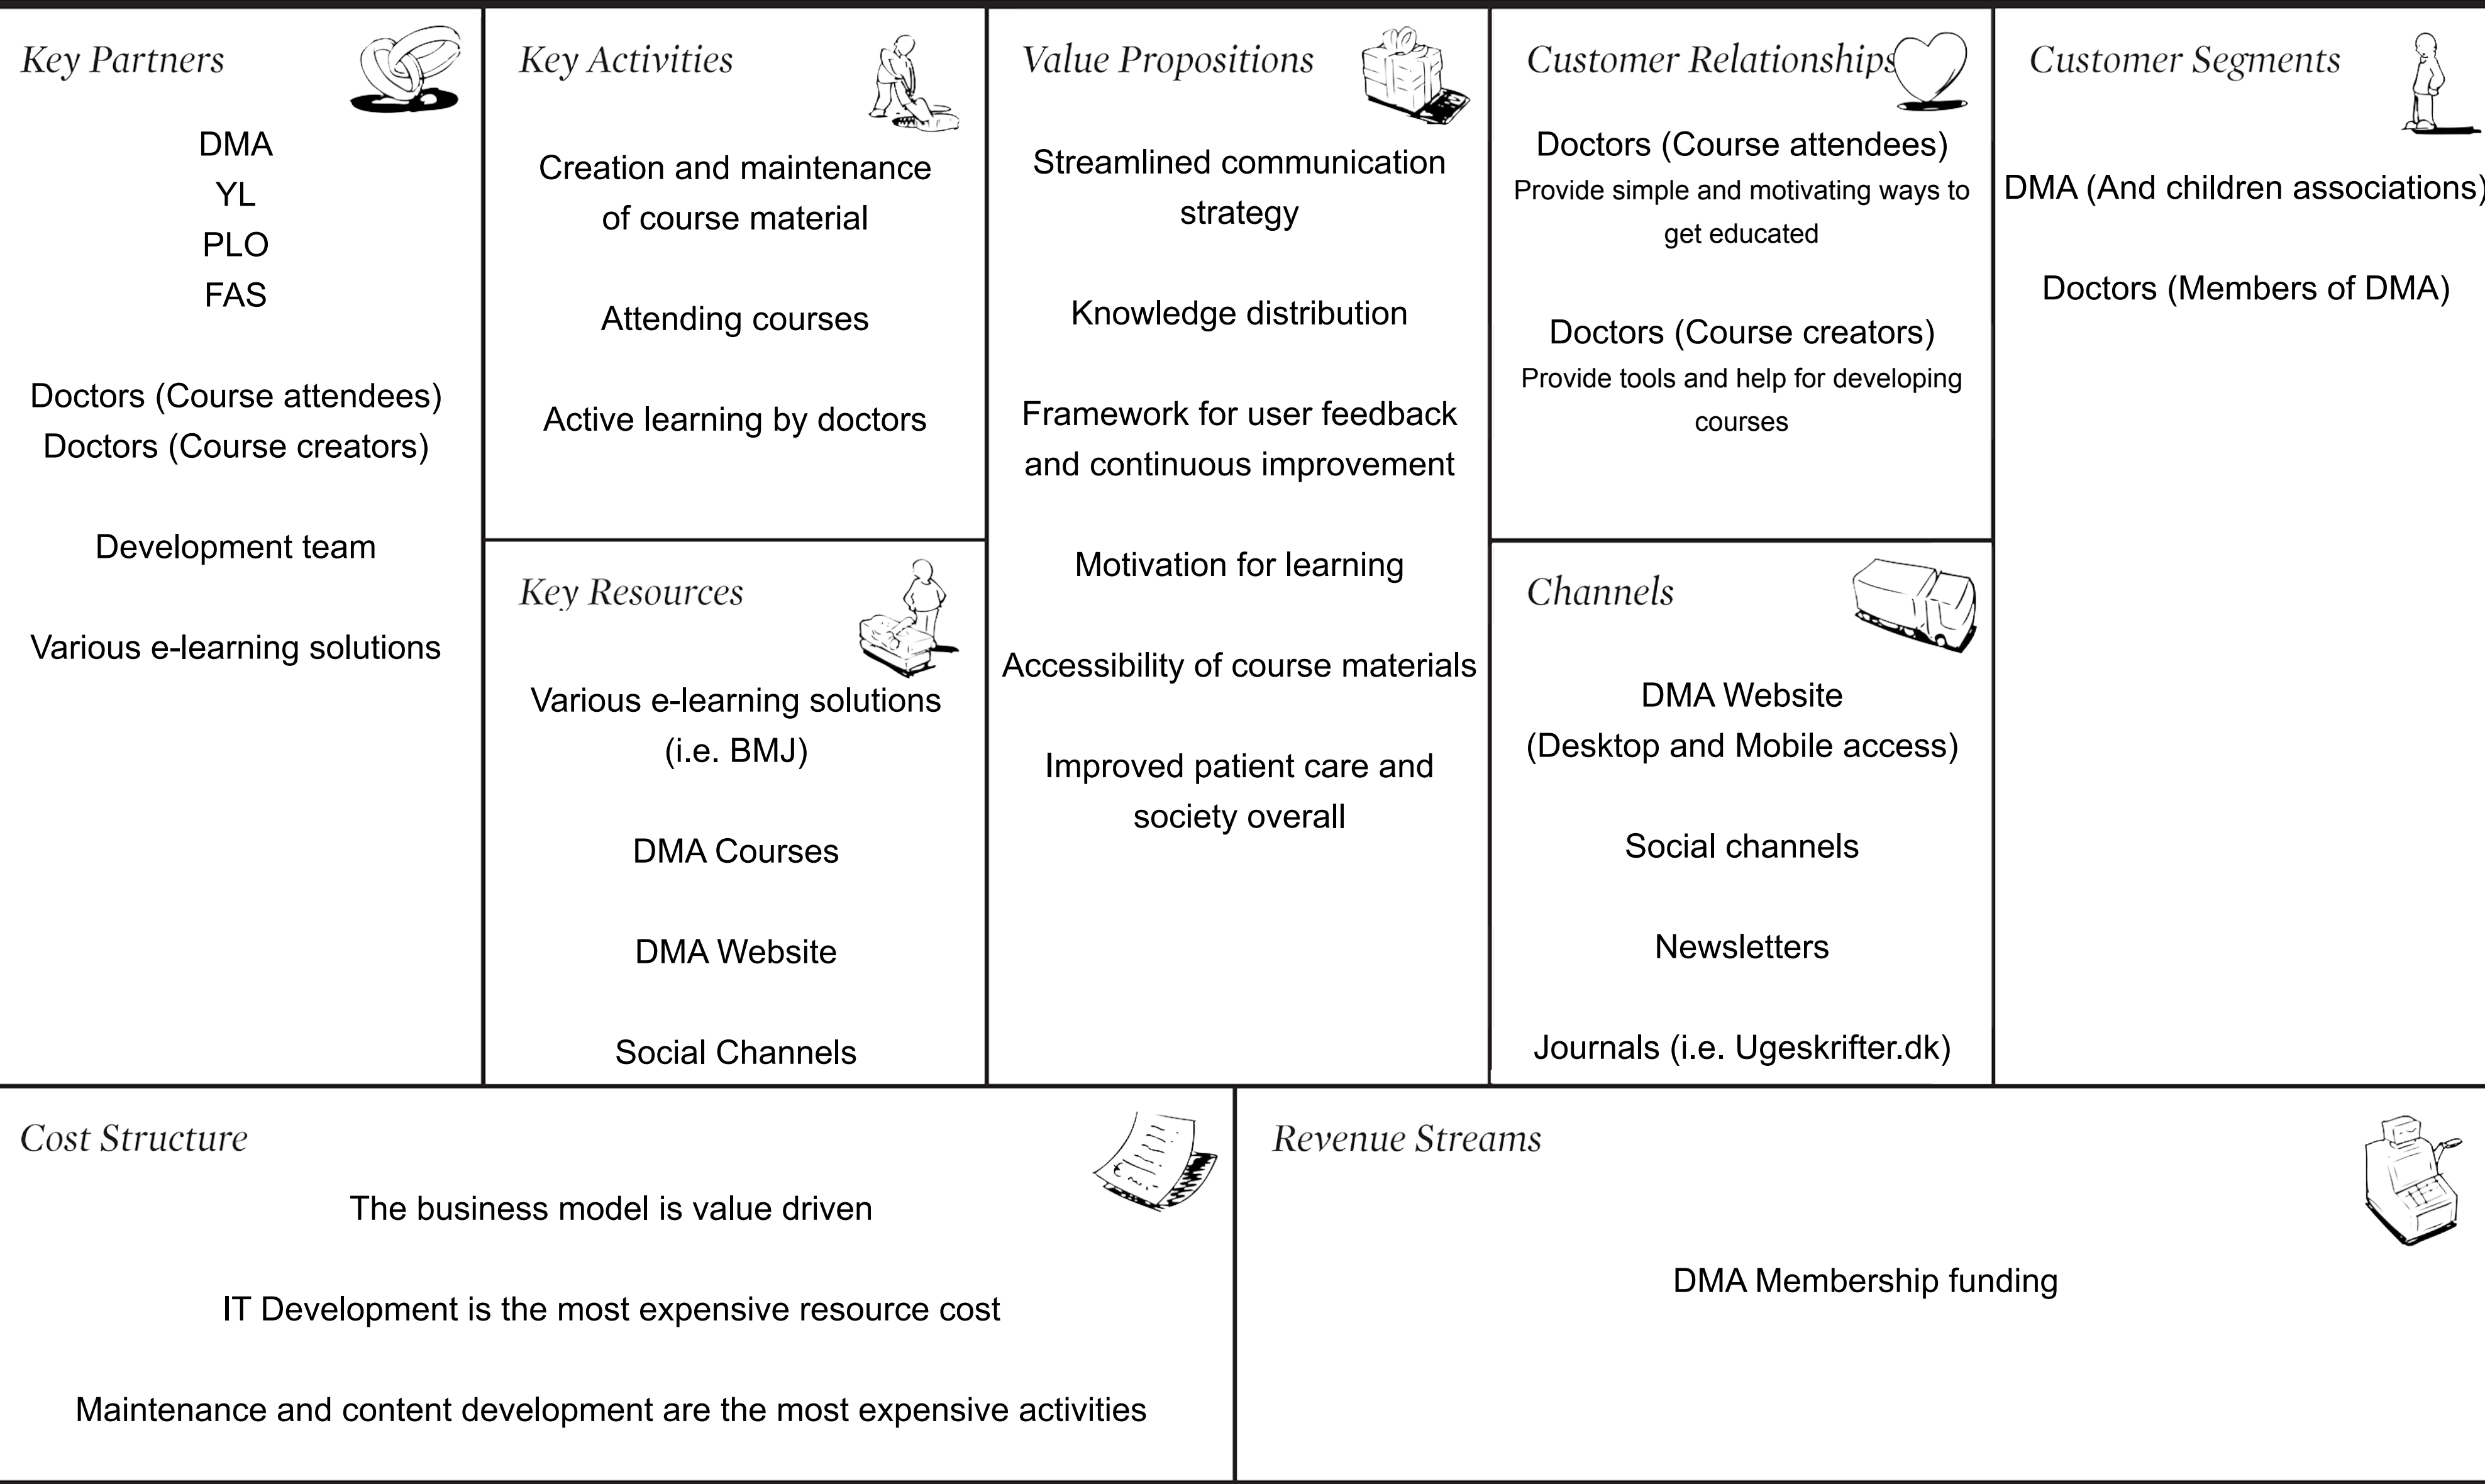 Key Partners
DMA
YL
PLO
FAS
Doctors (Course attendees)
Doctors (Course creators)
Development team
Various e-learning solutions
Key Activities
Creation and maintenance
of course material
Attending courses
Active learning by doctors
Key Resources
Various e-learning solutions
(i.e. BMJ)
DMA Courses
DMA Website
Social Channels
Value Propositions
Streamlined communication
strategy
Knowledge distribution
Framework for user feedback
and continuous improvement
Motivation for learning
Accessibility of course materials
Improved patient care and
society overall
Customer Relationships
Doctors (Course attendees)
Provide simple and motivating ways to
get educated
Doctors (Course creators)
Provide tools and help for developing
courses
Channels
DMA Website
(Desktop and Mobile access)
Social channels
Newsletters
Journals (i.e. Ugeskrifter.dk)
Customer Segments
DMA (And children associations)
Doctors (Members of DMA)
Cost Structure
The business model is value driven
IT Development is the most expensive resource cost
Maintenance and content development are the most expensive activities
Revenue Streams
DMA Membership funding